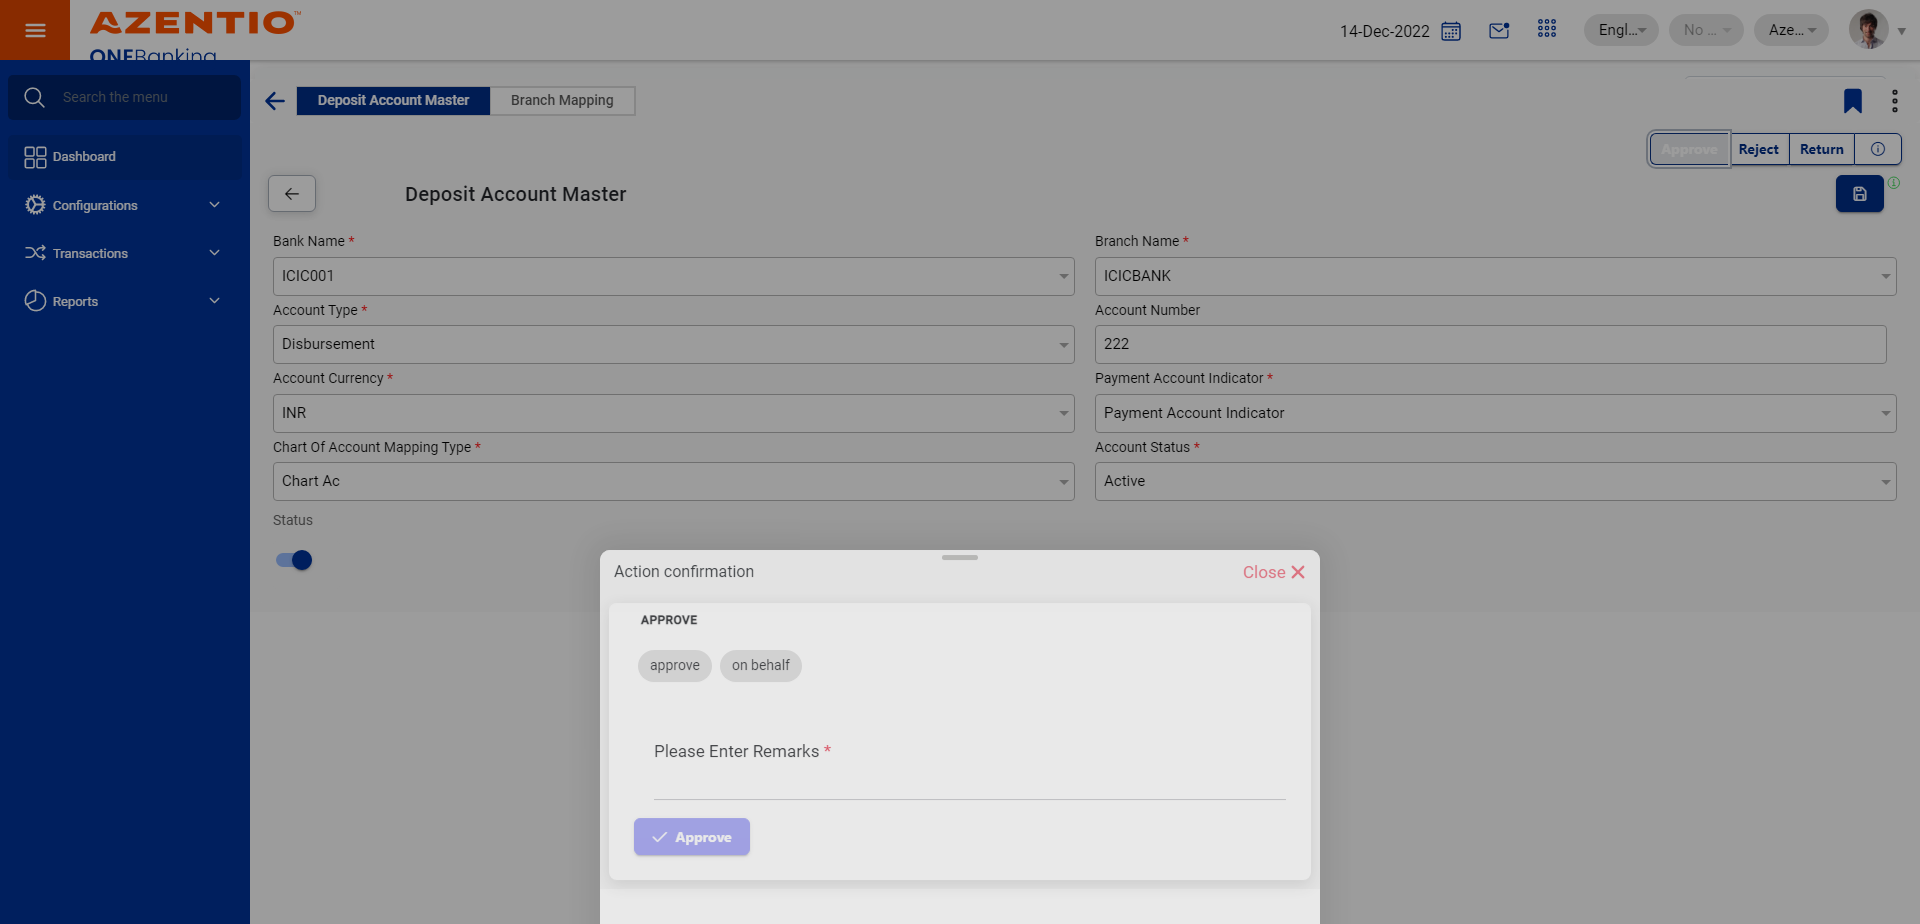 AZENTIO™
ONEBanking
14-Dec-2022
Engl...
No ...
Aze...
Search the menu
Dashboard
Configurations
Transactions
Reports
Deposit Account Master
Branch Mapping
Approve
Reject
Return
Deposit Account Master
Bank Name *
Branch Name *
ICIC001
ICICBANK
Account Type *
Account Number
Disbursement
222
Account Currency *
Payment Account Indicator *
INR
Payment Account Indicator
Chart Of Account Mapping Type *
Account Status *
Chart Ac
Active
Status
Action confirmation
Close
APPROVE
approve
on behalf
Please Enter Remarks *
Approve